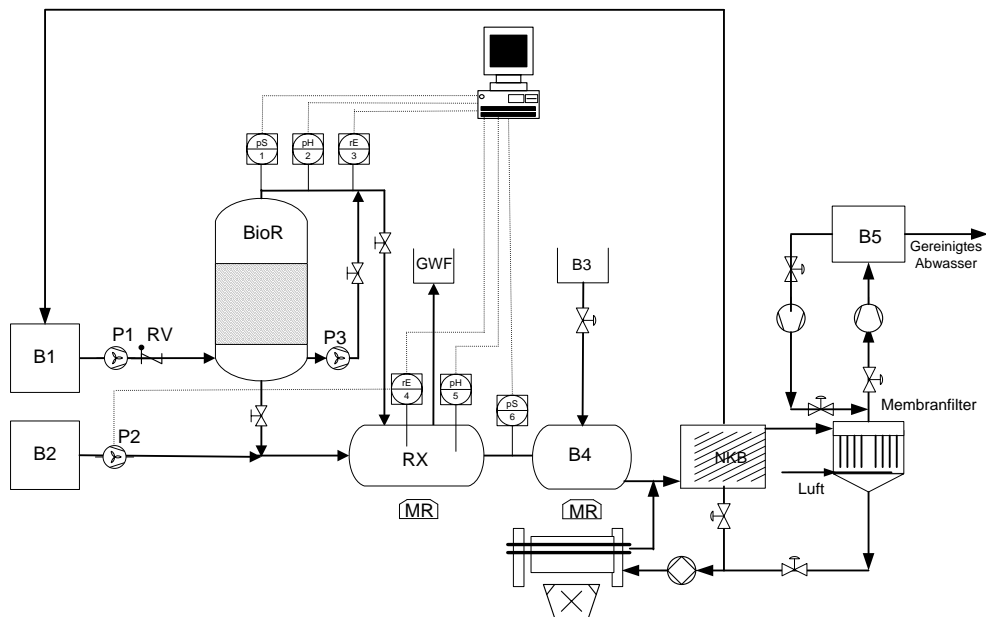 pS
1
pH
2
rE
3
BioR
B5
Gereinigtes
Abwasser
GWF
B3
P1
RV
P3
B1
rE
4
pH
5
pS
6
Membranfilter
P2
B2
RX
B4
NKB
Luft
MR
MR